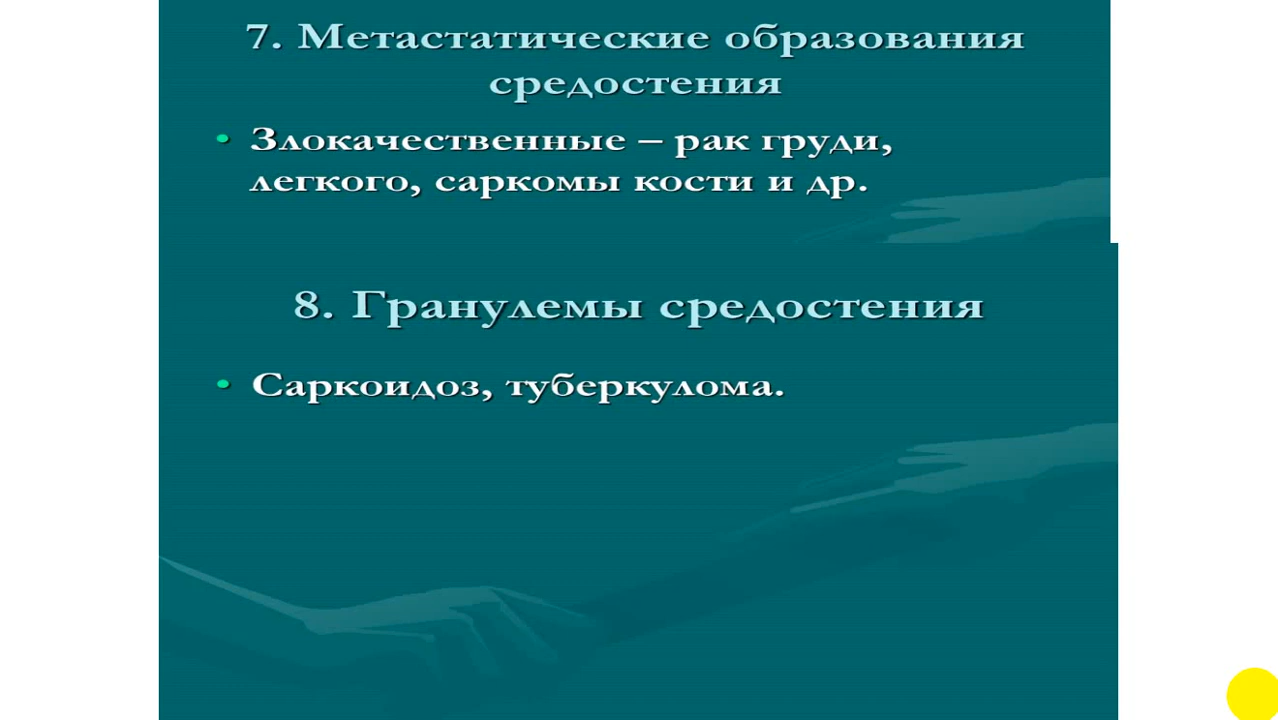 7. Метастатические образования
средостения
• Злокачественные – рак груди,
легкого, саркомы кости и др.
8. Гранулемы средостения
• Саркоидоз, туберкулома.